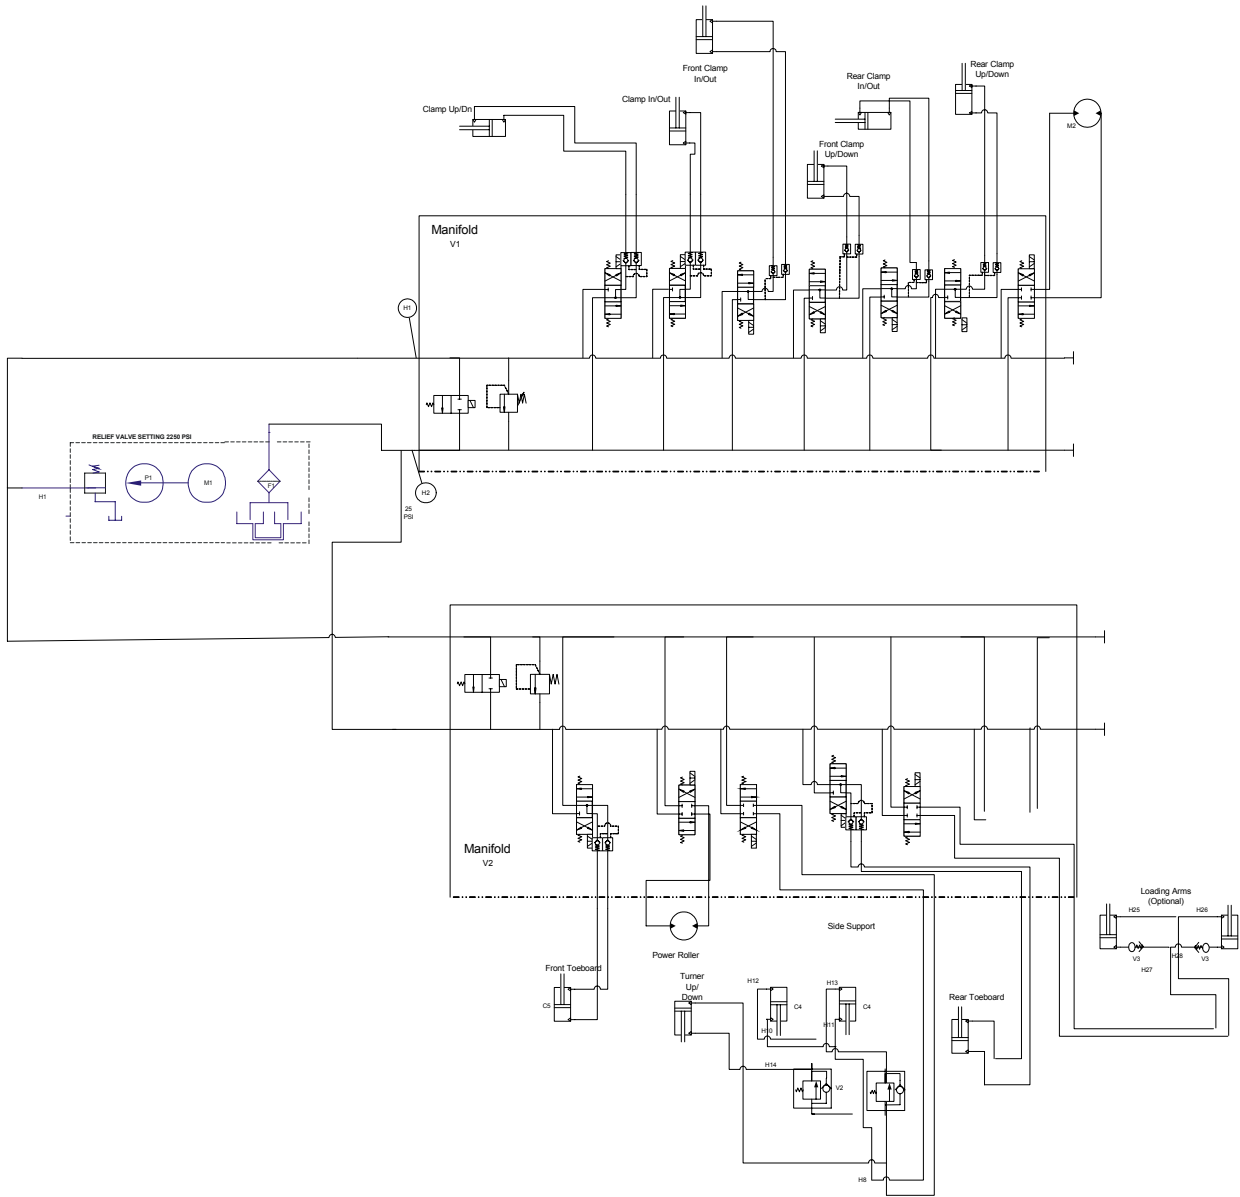 Front Clamp
In/Out
Rear Clamp
Up/Down
Rear Clamp
In/Out
Clamp Up/Dn
Clamp In/Out
M2
Front Clamp
Up/Down
Manifold
V1
H1
RELIEF VALVE SETTING 2250 PSI
P1
M1
F1
H1
H2
25
PSI
Manifold
V2
Loading Arms
(Optional)
H25
H26
Side Support
V3
H28
V3
H27
Power Roller
Front Toeboard
Turner
Up/
Down
H12
H13
C5
C4
C4
Rear Toeboard
H10
H11
H14
V2
H8